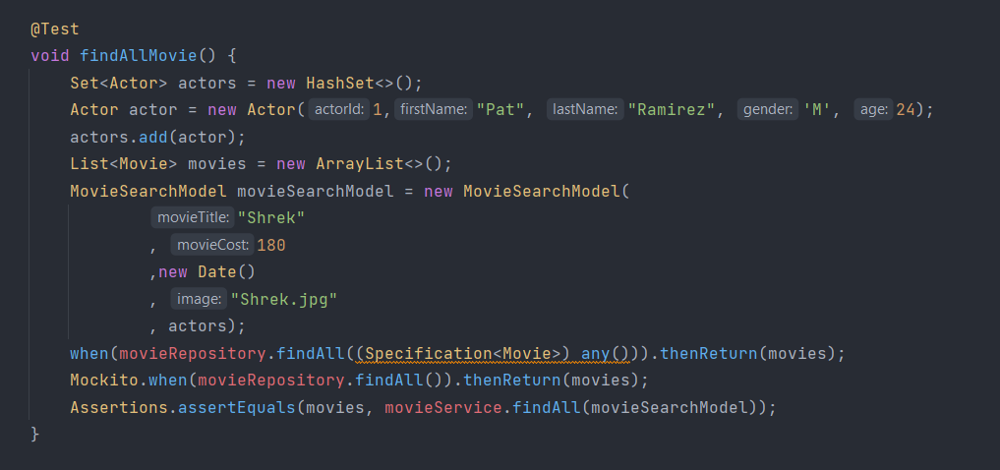 @Test
void findAllMovie() {
Set<Actor> actors = new HashSet<>();
Actor actor = new Actor( actorId: 1, firstName: "Pat", lastName: "Ramirez", gender: 'M', age: 24);
actors.add(actor);
List<Movie> movies = new ArrayList<>();
MovieSearchModel movieSearchModel = new MovieSearchModel(
movieTitle: "Shrek"
, movieCost: 180
,new Date()
, image: "Shrek.jpg"
, actors);
when(movieRepository.findAll((Specification<Movie>) any())).thenReturn(movies);
Mockito.when(movieRepository.findAll()).thenReturn(movies);
Assertions.assertEquals(movies, movieService.findAll(movieSearchModel));
}